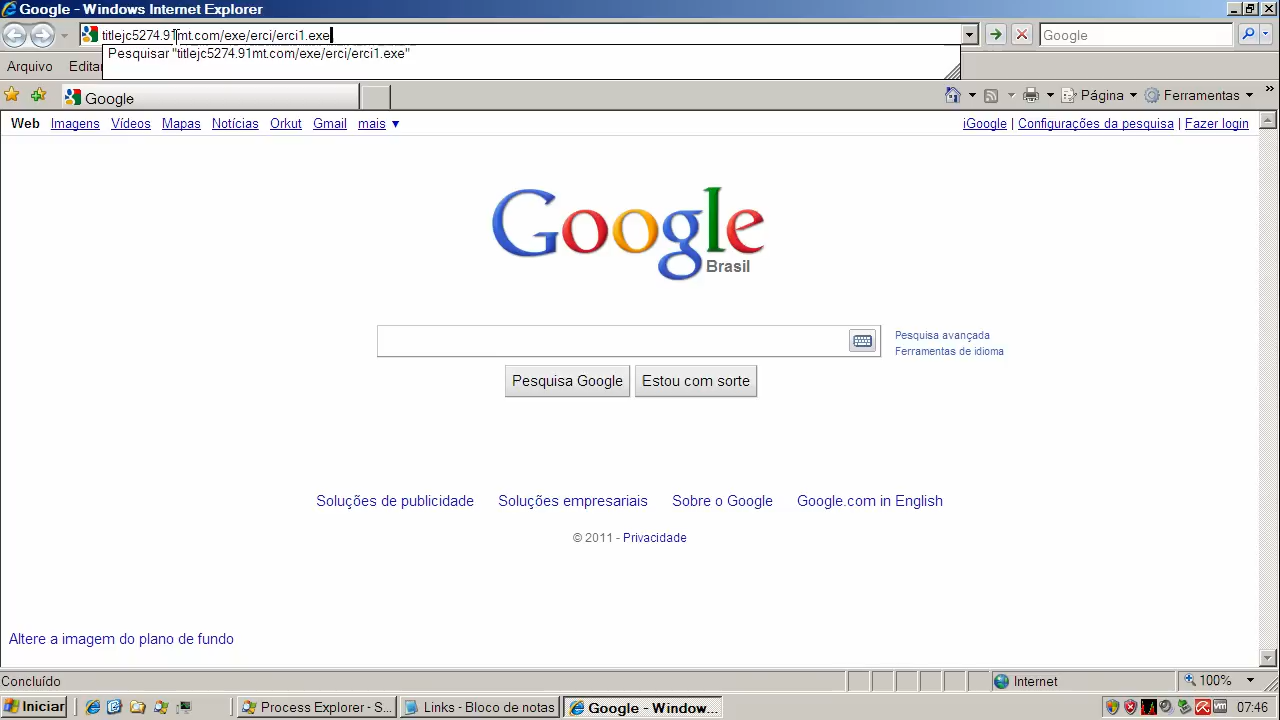 Google - Windows Internet Explorer
titlejc5274.91mt.com/exe/erci/erci1.exe
Google
Pesquisar "titlejc5274.91mt.com/exe/erci/erci1.exe"
Arquivo Editar
Google
Página Ferramentas »
Web Imagens Vídeos Mapas Notícias Orkut Gmail mais ▼
iGoogle | Configurações da pesquisa | Fazer login
Google
Brasil
Pesquisa avançada
Ferramentas de idioma
Pesquisa Google Estou com sorte
Soluções de publicidade Soluções empresariais Sobre o Google Google.com in English
© 2011 - Privacidade
Altere a imagem do plano de fundo
Concluído Internet 100%
Iniciar Process Explorer - S... Links - Bloco de notas Google - Window... 07:46